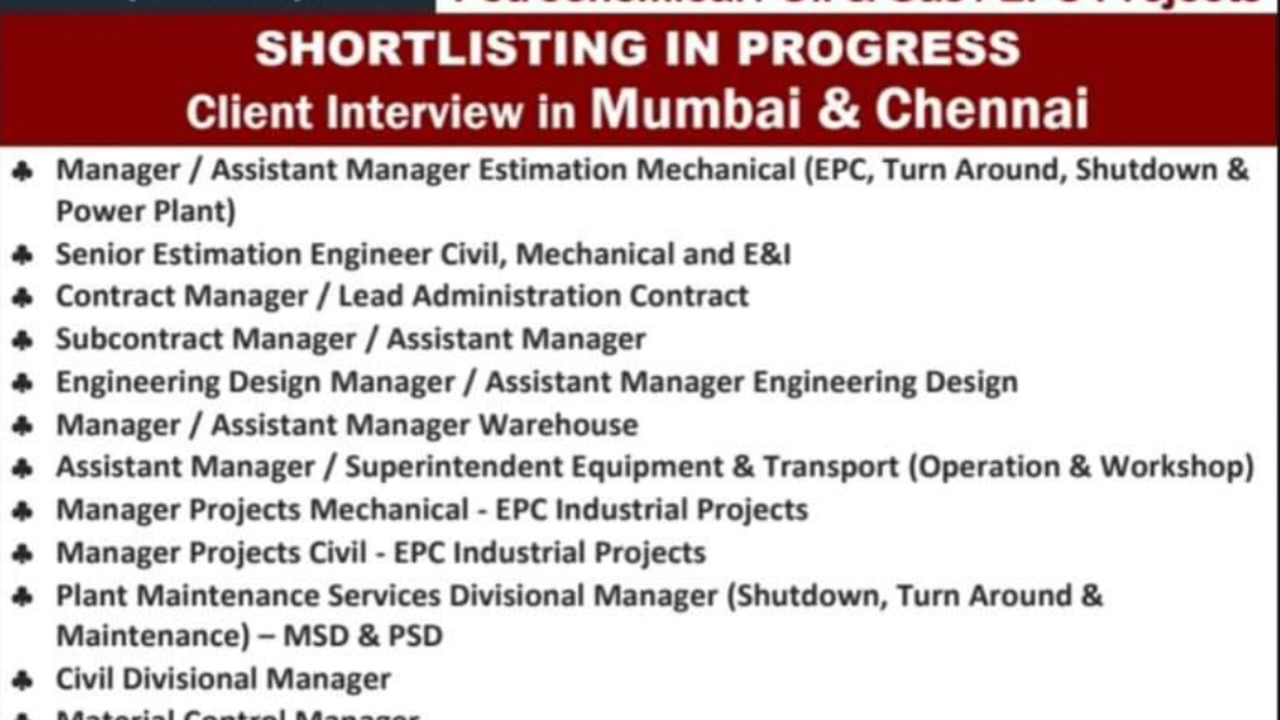 SHORTLISTING IN PROGRESS
Client Interview in Mumbai & Chennai
♣ Manager / Assistant Manager Estimation Mechanical (EPC, Turn Around, Shutdown &
Power Plant)
♣ Senior Estimation Engineer Civil, Mechanical and E&I
♣ Contract Manager / Lead Administration Contract
♣ Subcontract Manager / Assistant Manager
♣ Engineering Design Manager / Assistant Manager Engineering Design
♣ Manager / Assistant Manager Warehouse
♣ Assistant Manager / Superintendent Equipment & Transport (Operation & Workshop)
♣ Manager Projects Mechanical - EPC Industrial Projects
♣ Manager Projects Civil - EPC Industrial Projects
♣ Plant Maintenance Services Divisional Manager (Shutdown, Turn Around &
Maintenance) – MSD & PSD
♣ Civil Divisional Manager
♣ Material Control Manager